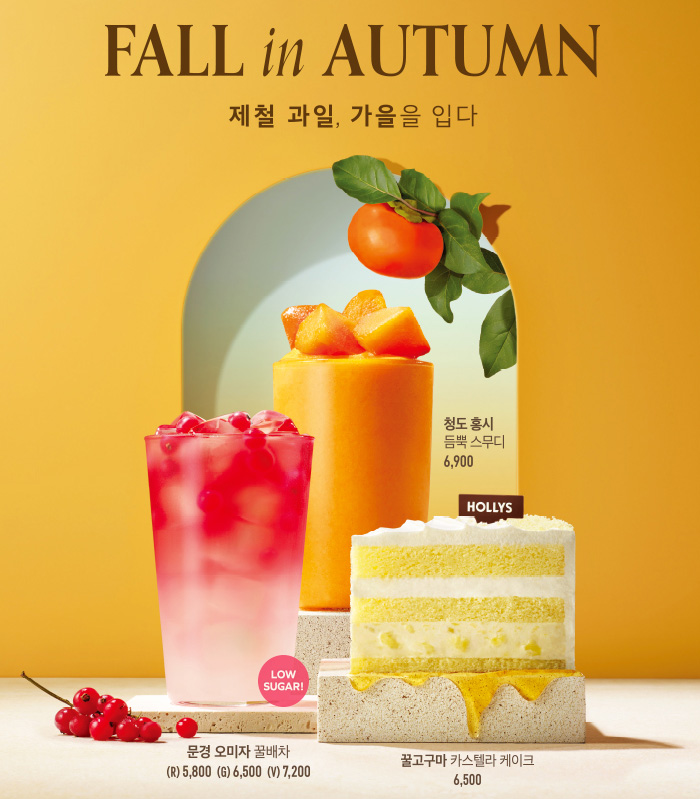 FALL in AUTUMN
제철 과일, 가을을 입다
청도 홍시
듬뿍 스무디
6,900
HOLLYS
LOW
SUGAR!
문경 오미자 꿀배차
(R) 5,800 (G) 6,500 (V) 7,200
꿀고구마 카스텔라 케이크
6,500